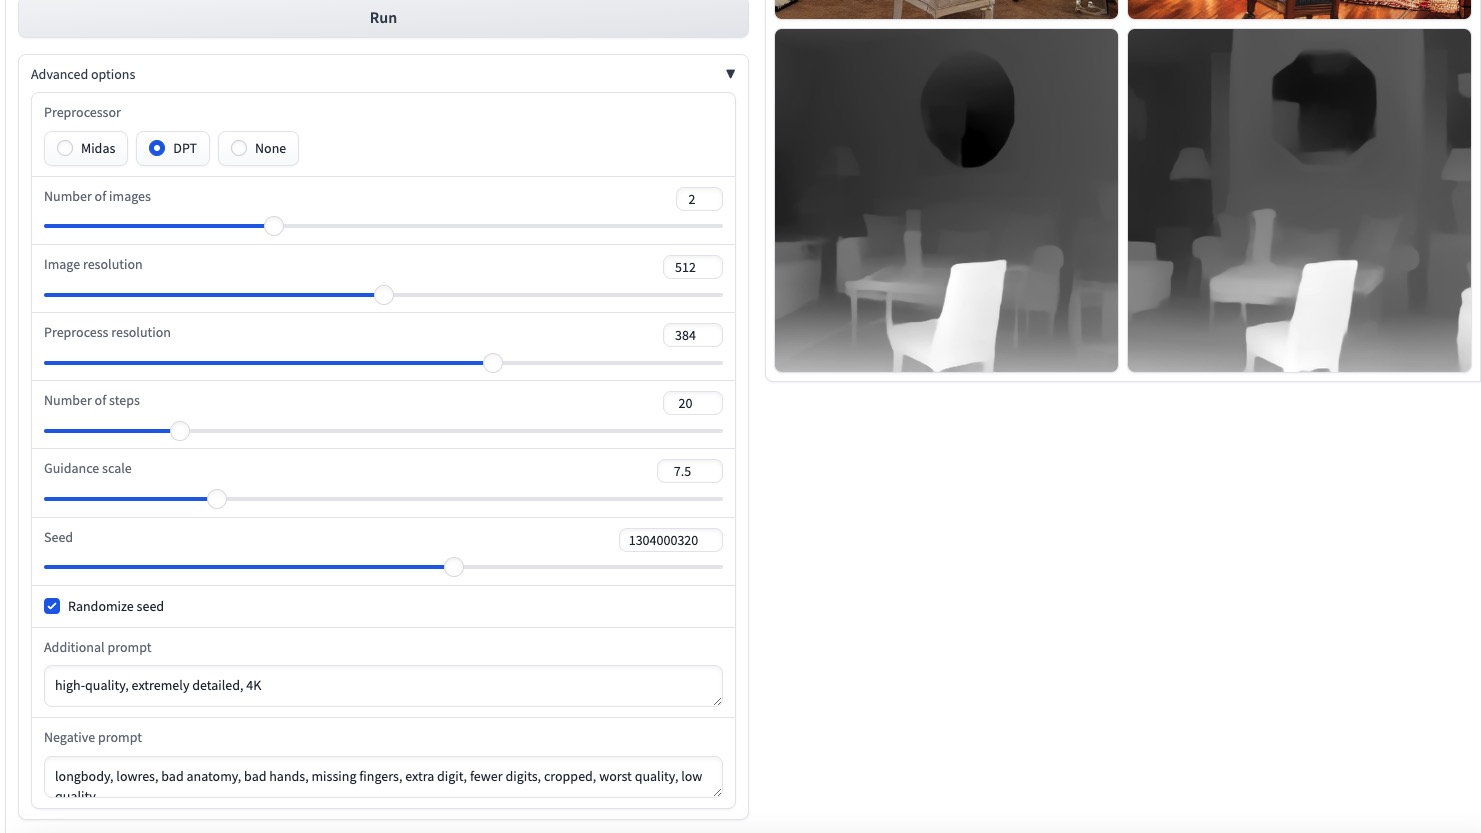 Run
Advanced options
Preprocessor
Midas
DPT
None
Number of images
2
Image resolution
512
Preprocess resolution
384
Number of steps
20
Guidance scale
7.5
Seed
1304000320
Randomize seed
Additional prompt
high-quality, extremely detailed, 4K
Negative prompt
longbody, lowres, bad anatomy, bad hands, missing fingers, extra digit, fewer digits, cropped, worst quality, low
quality